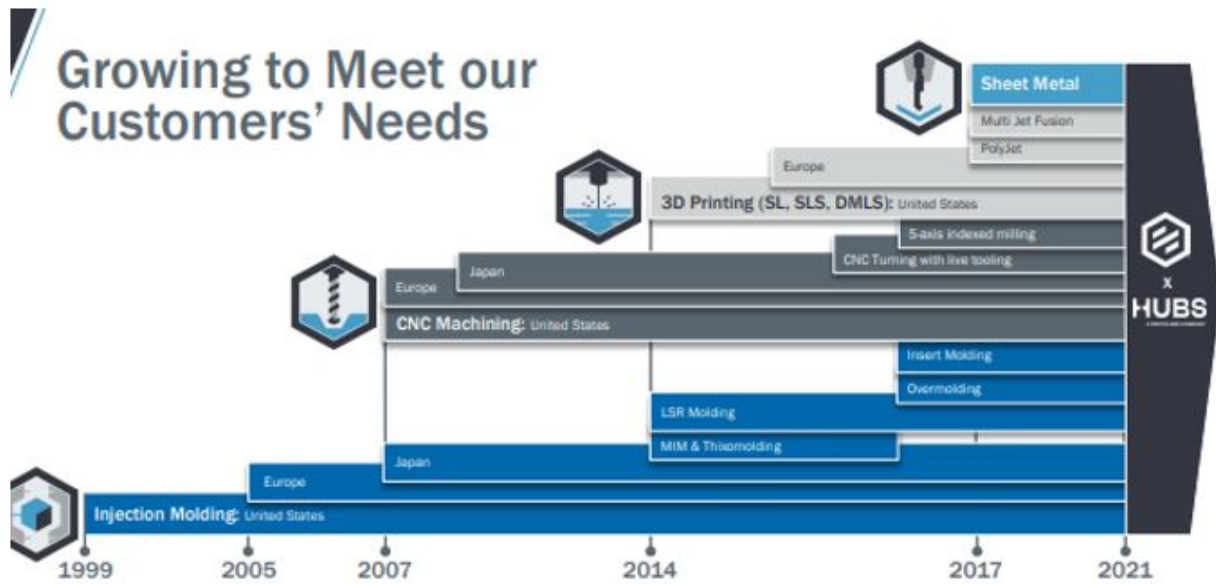 Growing to Meet our
Customers' Needs
Sheet Metal
Multi Jet Fusion
PolyJet
Europe
3D Printing (SL, SLS, DMLS): United States
5-axis indexed milling
CNC Turning with live tooling
Japan
Europe
CNC Machining: United States
X
HUBS
Insert Molding
Overmolding
LSR Molding
MIM & Thixomolding
Japan
Europe
Injection Molding: United States
1999 2005 2007 2014 2017 2021